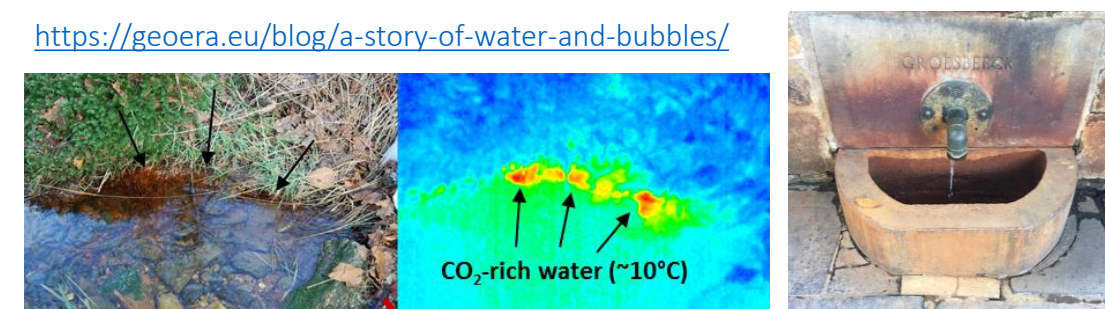 https://geoera.eu/blog/a-story-of-water-and-bubbles/
GROESBEECK
CO₂-rich water (~10°C)